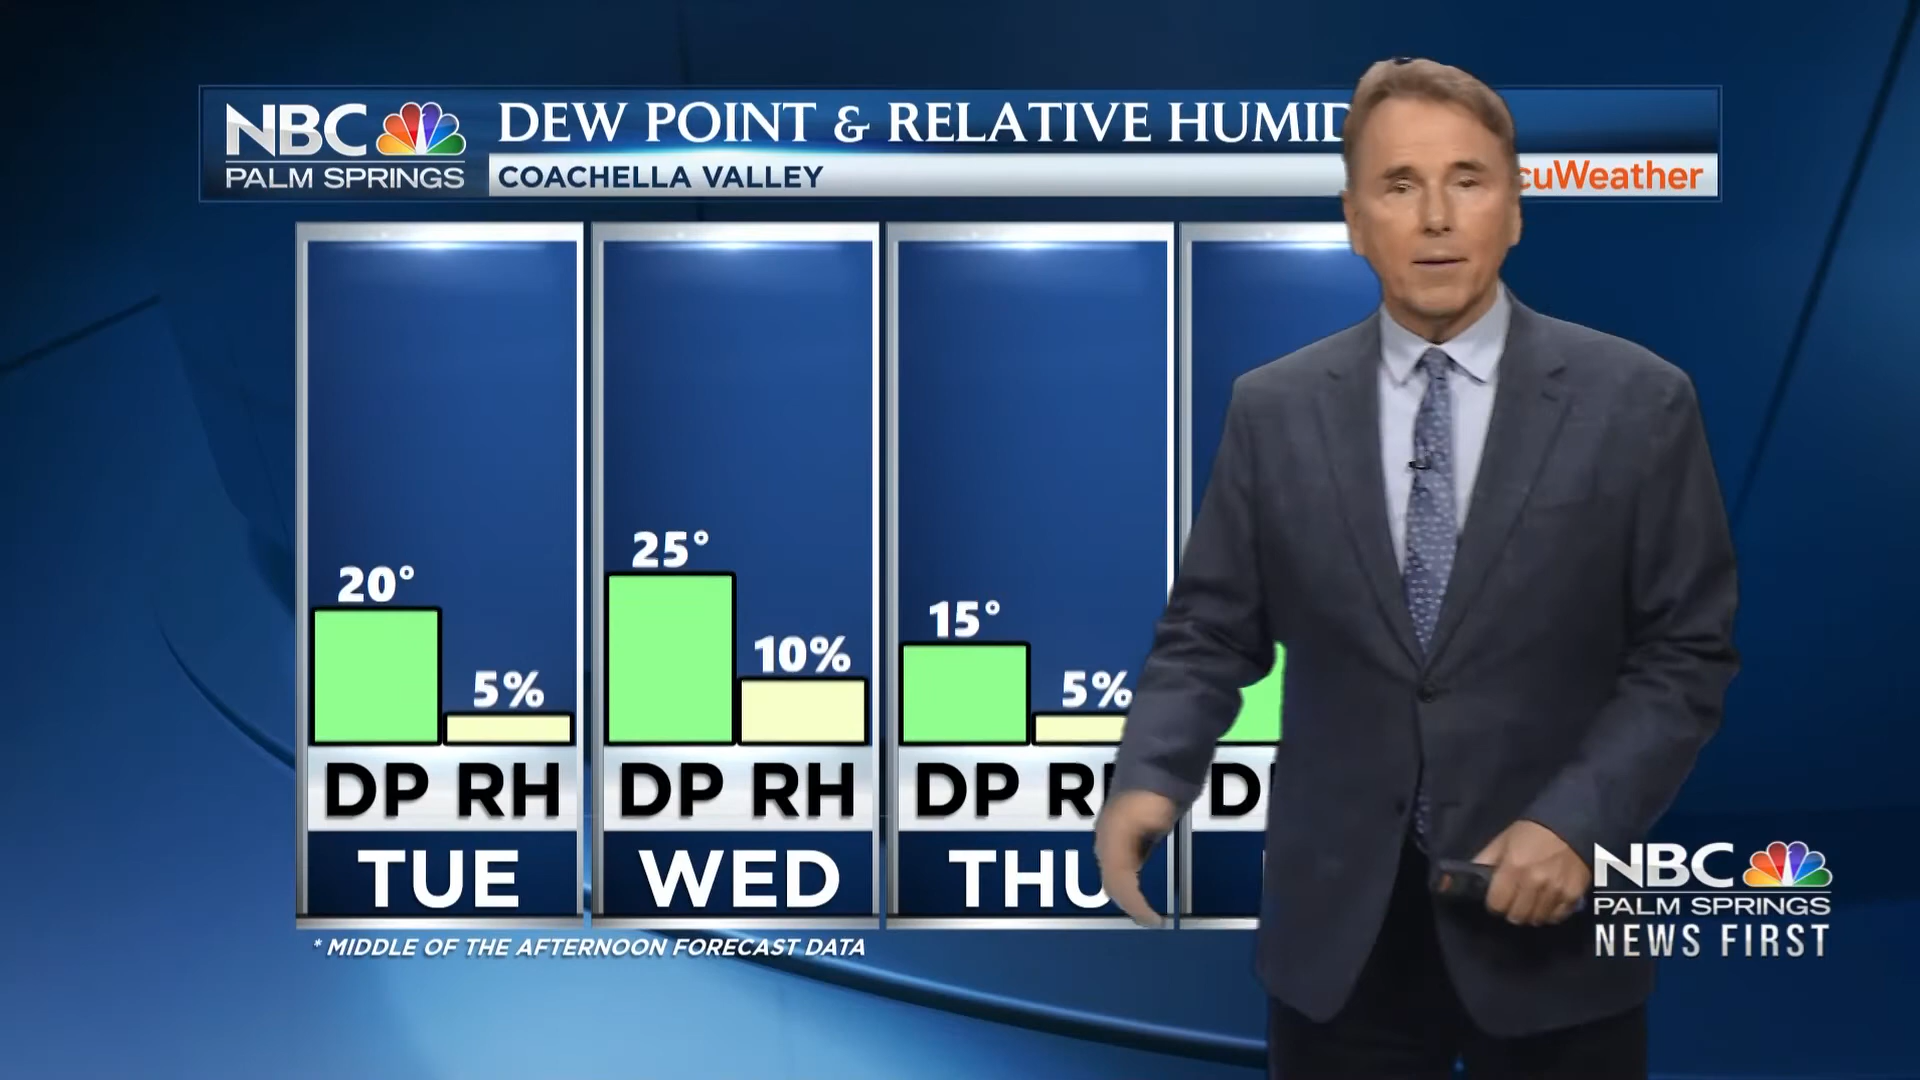 NBC
PALM SPRINGS
DEW POINT & RELATIVE HUMID
COACHELLA VALLEY
cuWeather
20° 5%
25° 10%
15° 5%
DP RH
DP RH
DP R
D
TUE
WED
THU
* MIDDLE OF THE AFTERNOON FORECAST DATA
NBC
PALM SPRINGS
NEWS FIRST